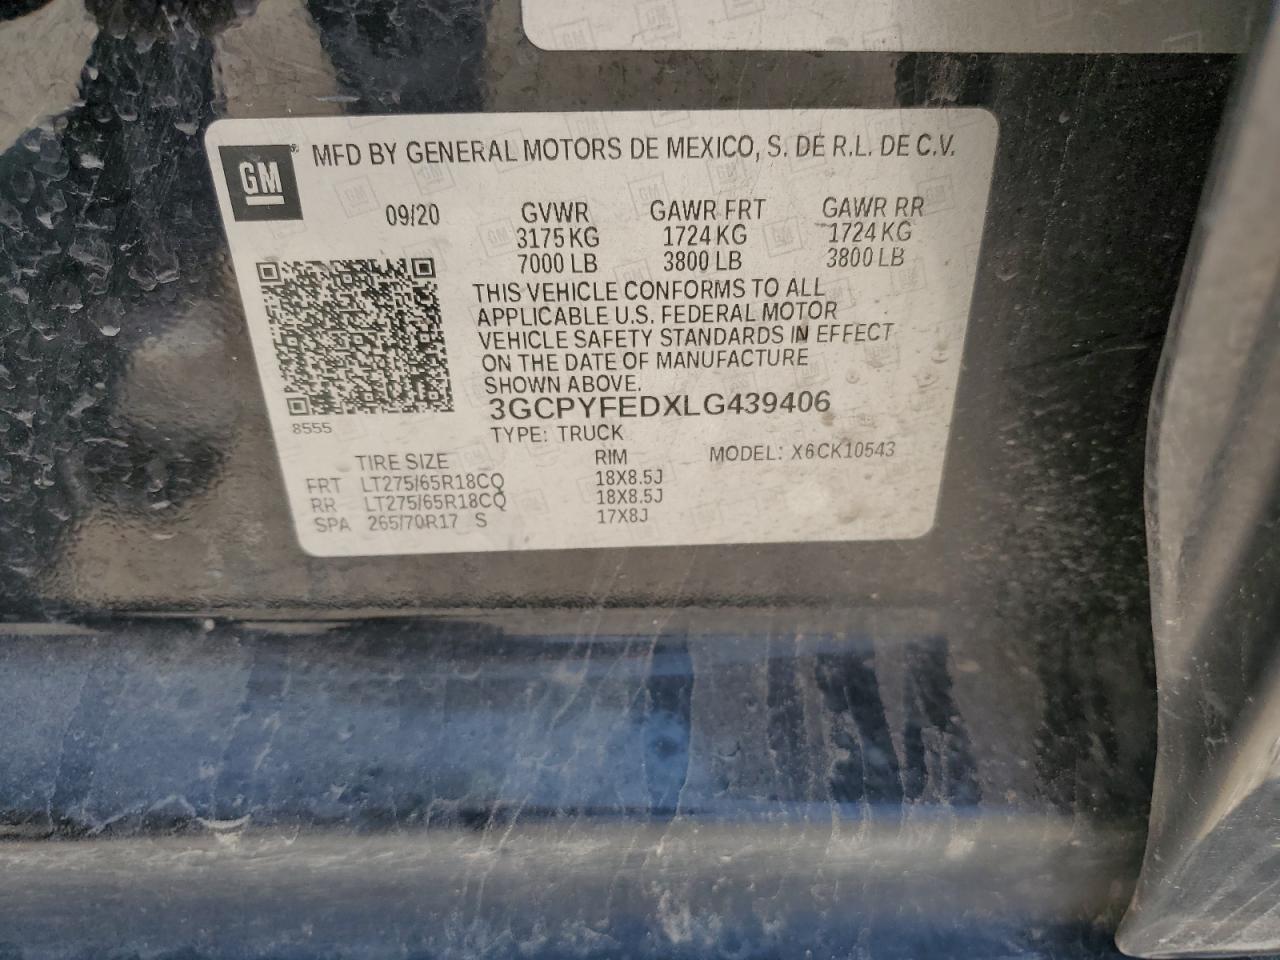 GM
MFD BY GENERAL MOTORS DE MEXICO, S. DE R.L. DE C.V.
09/20 GVWR GAWR FRT GAWR RR
3175 KG 1724 KG 1724 KG
7000 LB 3800 LB 3800 LB
THIS VEHICLE CONFORMS TO ALL
APPLICABLE U.S. FEDERAL MOTOR
VEHICLE SAFETY STANDARDS IN EFFECT
ON THE DATE OF MANUFACTURE
SHOWN ABOVE.
3GCPYFEDXLG439406
8555
TYPE: TRUCK
MODEL: X6CK10543
TIRE SIZE RIM
FRT LT275/65R18CQ 18X8.5J
RR LT275/65R18CQ 18X8.5J
SPA 265/70R17 S 17X8J